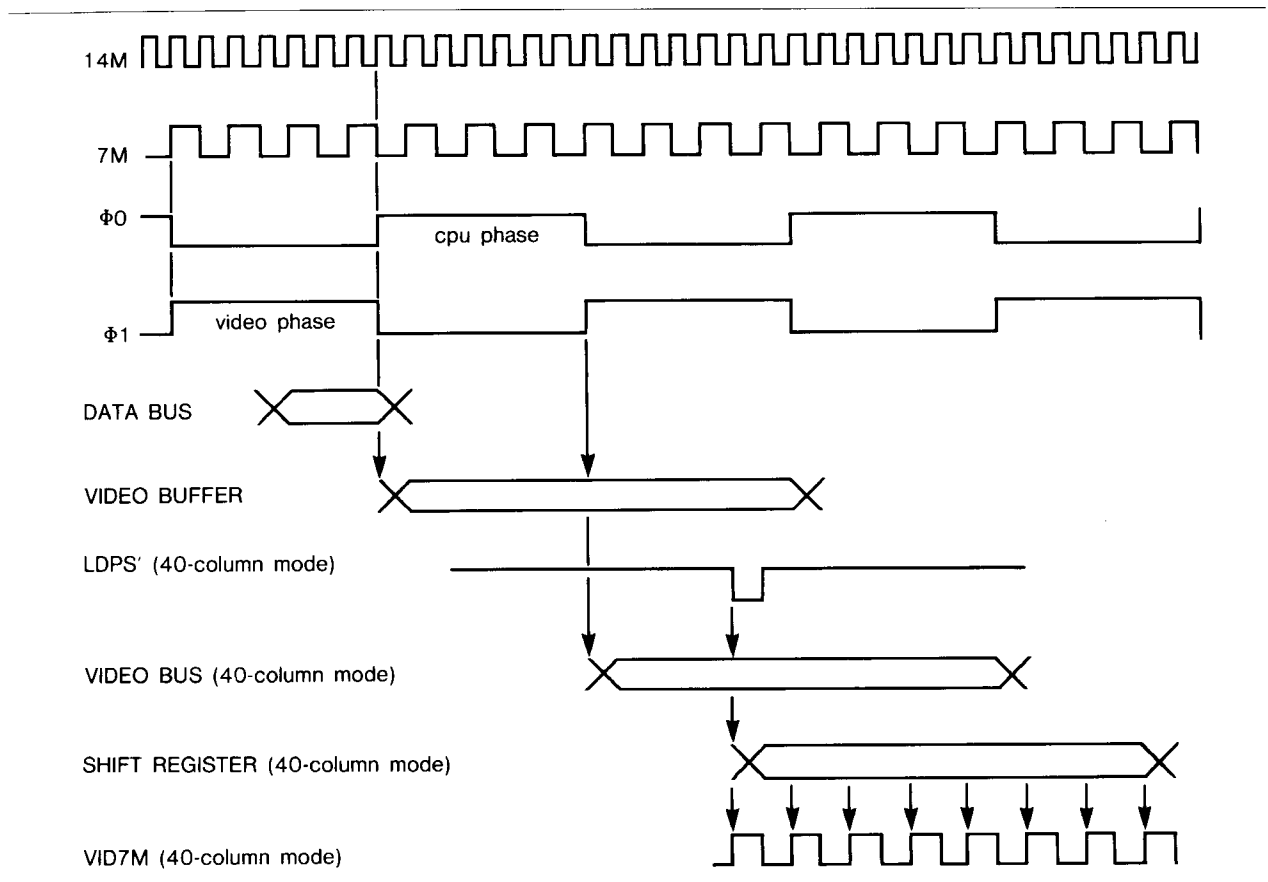 14M
7M
Φ0
cpu phase
Φ1
video phase
DATA BUS
VIDEO BUFFER
LDPS' (40-column mode)
VIDEO BUS (40-column mode)
SHIFT REGISTER (40-column mode)
VID7M (40-column mode)